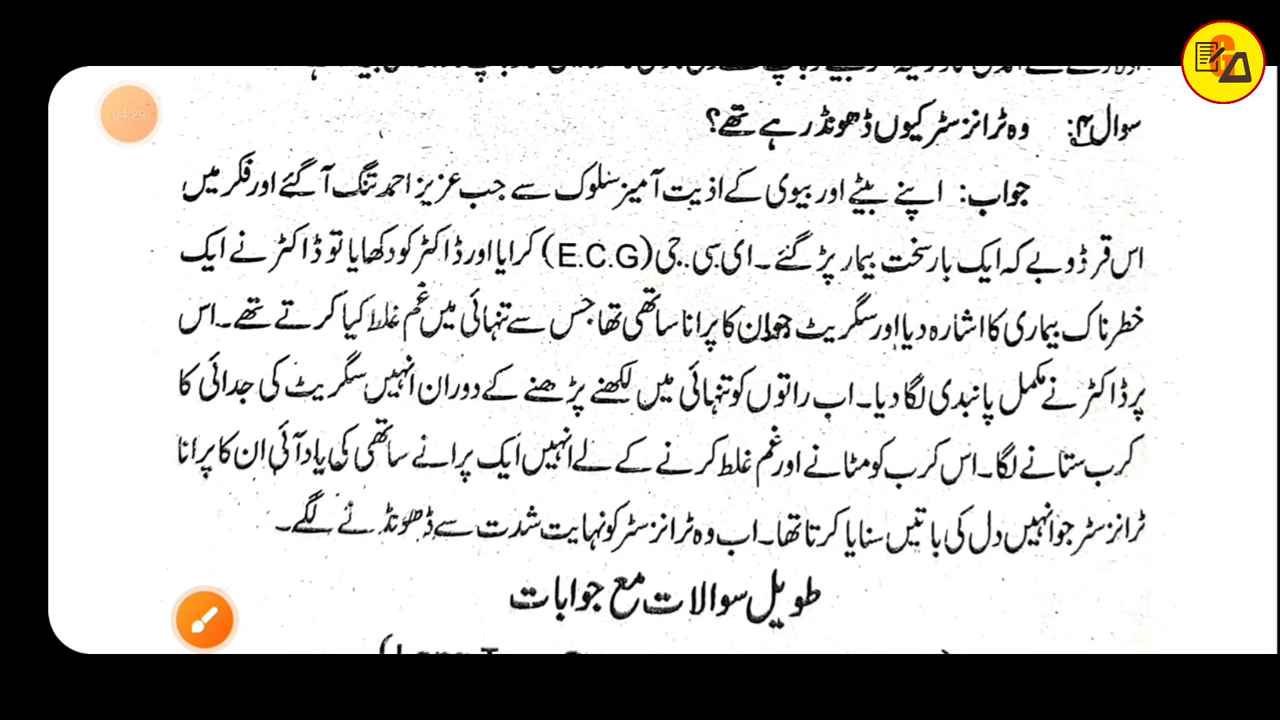 04:29
سوال ۴: وہ ٹرانزسٹر کیوں ڈھونڈ رہے تھے؟
جواب: اپنے بیٹے اور بیوی کے اذیت آمیز سلوک سے جب عزیز احمد تنگ آ گئے اور فکر میں
اس قدر ڈوبے کہ ایک بار سخت بیمار پڑ گئے۔ ای سی جی (E.C.G) کرایا اور ڈاکٹر کو دکھایا تو ڈاکٹر نے ایک
خطرناک بیماری کا اشارہ دیا اور سگریٹ جو ان کا پرانا ساتھی تھا جس سے تنہائی میں غم غلط کیا کرتے تھے۔ اس
پر ڈاکٹر نے مکمل پابندی لگا دیا۔ اب راتوں کو تنہائی میں لکھنے پڑھنے کے دوران انہیں سگریٹ کی جدائی کا
کرب ستانے لگا۔ اس کرب کو مٹانے اور غم غلط کرنے کے لے انہیں ایک پرانے ساتھی کی یاد آئی ان کا پرانا
ٹرانزسٹر جو انہیں دل کی باتیں سنایا کرتا تھا۔ اب وہ ٹرانزسٹر کو نہایت شدت سے ڈھونڈنے لگے۔
طویل سوالات مع جوابات